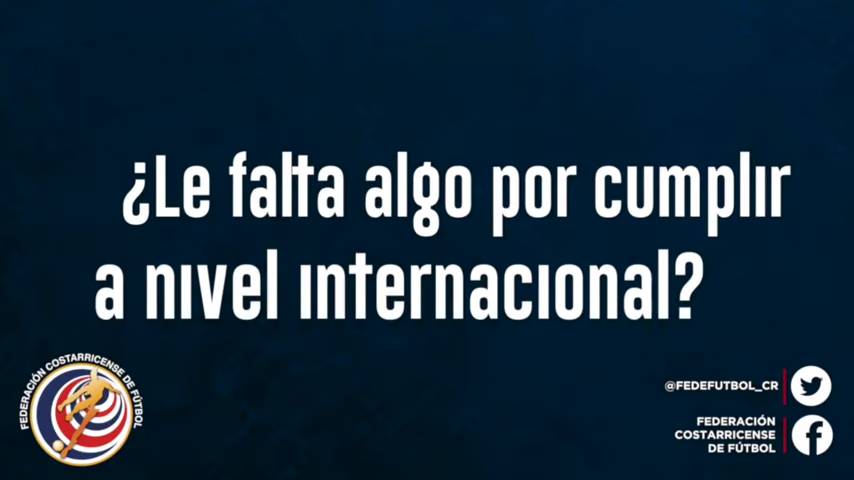 ¿Le falta algo por cumplir
a nivel internacional?
FEDERACIÓN COSTARRICENSE DE FÚTBOL
@FEDEFUTBOL_CR
FEDERACIÓN
COSTARRICENSE
DE FÚTBOL